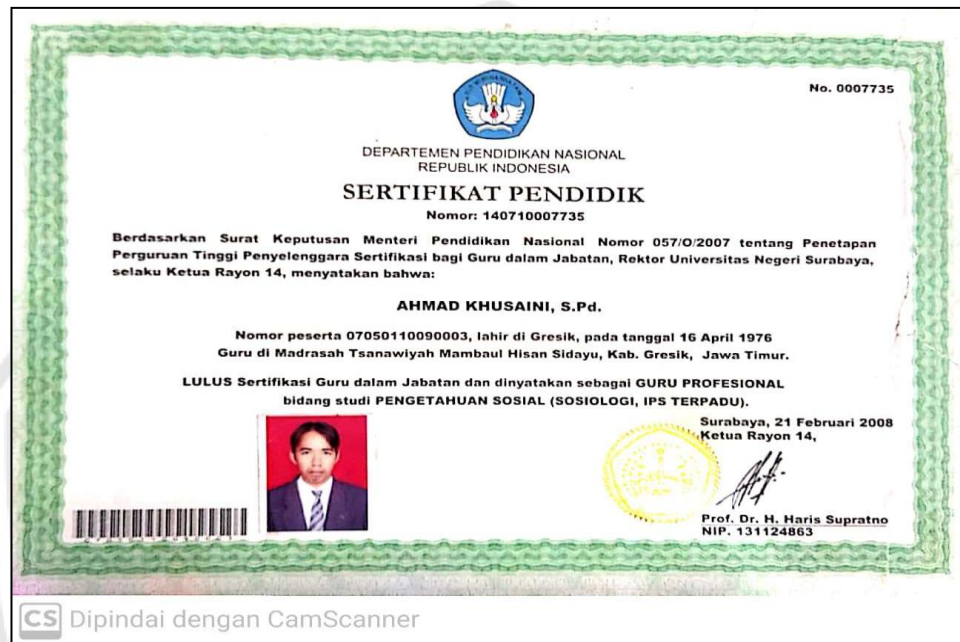 No. 0007735
DEPARTEMEN PENDIDIKAN NASIONAL
REPUBLIK INDONESIA
SERTIFIKAT PENDIDIK
Nomor: 140710007735
Berdasarkan Surat Keputusan Menteri Pendidikan Nasional Nomor 057/O/2007 tentang Penetapan
Perguruan Tinggi Penyelenggara Sertifikasi bagi Guru dalam Jabatan, Rektor Universitas Negeri Surabaya,
selaku Ketua Rayon 14, menyatakan bahwa:
AHMAD KHUSAINI, S.Pd.
Nomor peserta 07050110090003, lahir di Gresik, pada tanggal 16 April 1976
Guru di Madrasah Tsanawiyah Mambaul Hisan Sidayu, Kab. Gresik, Jawa Timur.
LULUS Sertifikasi Guru dalam Jabatan dan dinyatakan sebagai GURU PROFESIONAL
bidang studi PENGETAHUAN SOSIAL (SOSIOLOGI, IPS TERPADU).
Surabaya, 21 Februari 2008
Ketua Rayon 14,
Prof. Dr. H. Haris Supratno
NIP. 131124863
CS Dipindai dengan CamScanner